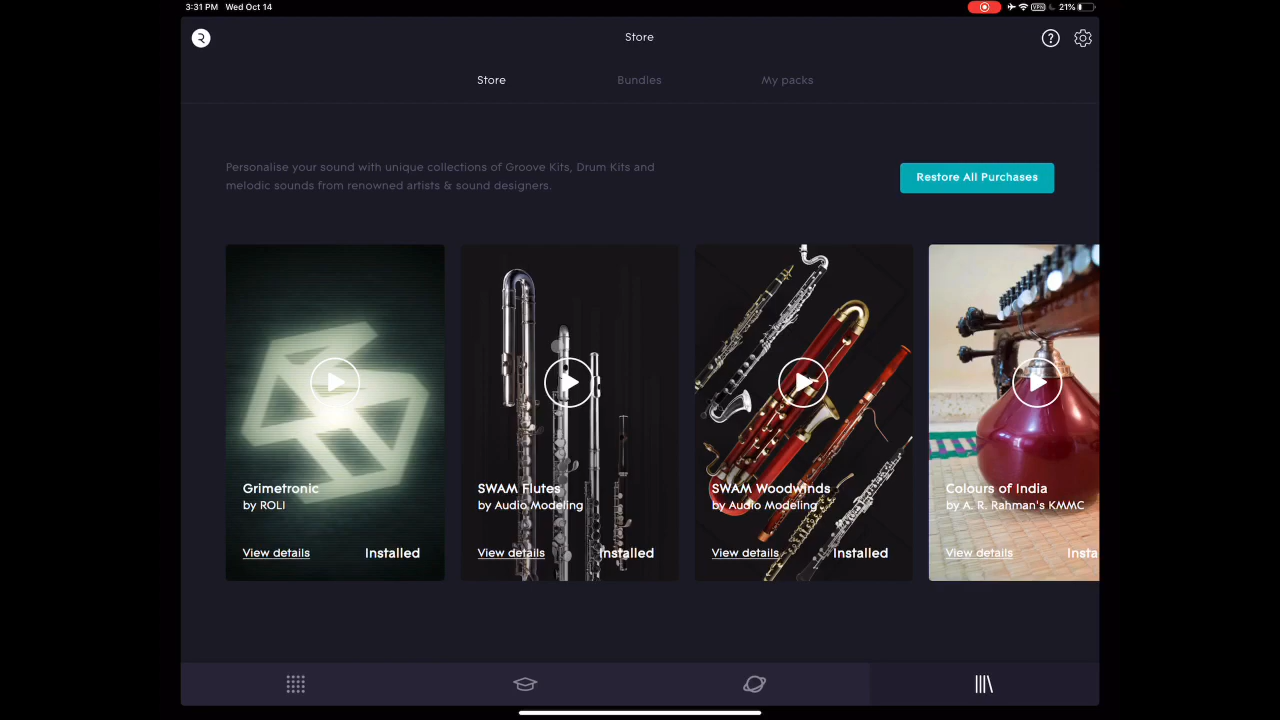 3:31 PM Wed Oct 14
VPN 21%
Store
Store Bundles My packs
Personalise your sound with unique collections of Groove Kits, Drum Kits and
melodic sounds from renowned artists & sound designers.
Restore All Purchases
Grimetronic
by ROLI
View details Installed
SWAM Flutes
by Audio Modeling
View details Installed
SWAM Woodwinds
by Audio Modeling
View details Installed
Colours of India
by A. R. Rahman's KMMC
View details Insta